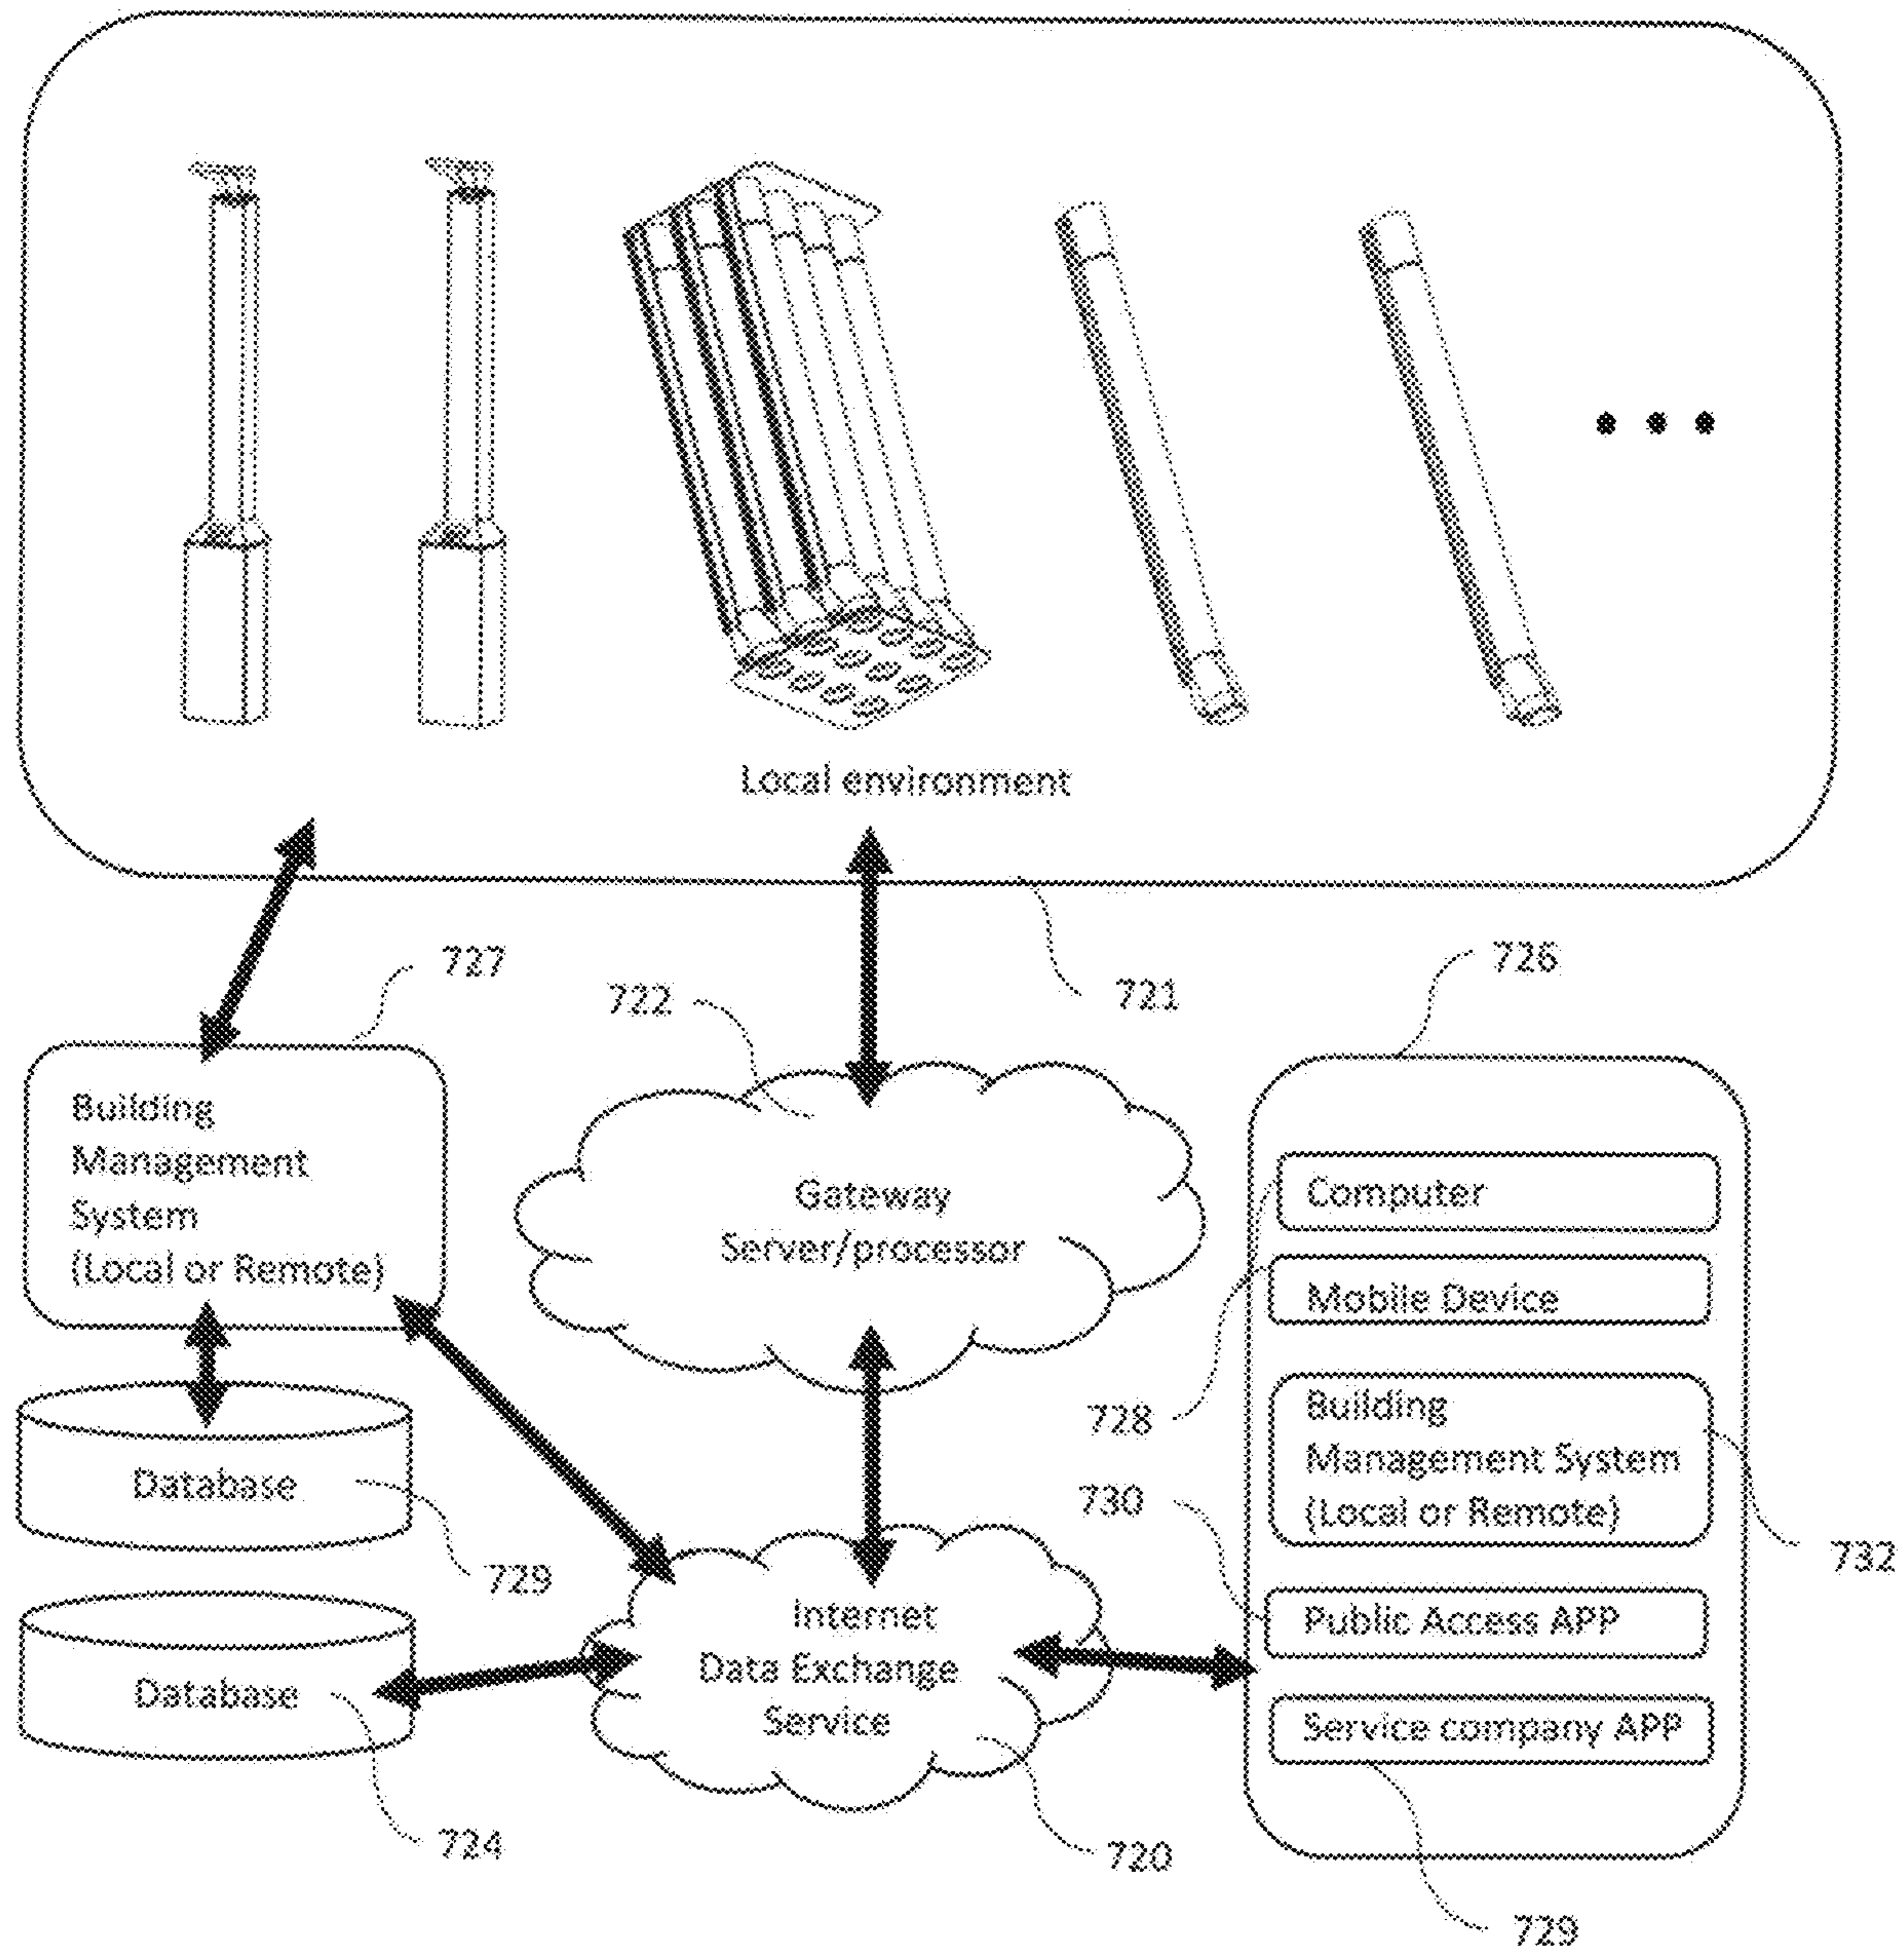 Local environment
727
722
721
726
Building
Management
System
(Local or Remote)
Gateway
Server/processor
Computer
Mobile Device
728
Building
Management System
(Local or Remote)
730
732
Database
729
Public Access APP
Internet
Data Exchange
Service
Database
Service company APP
724
720
729